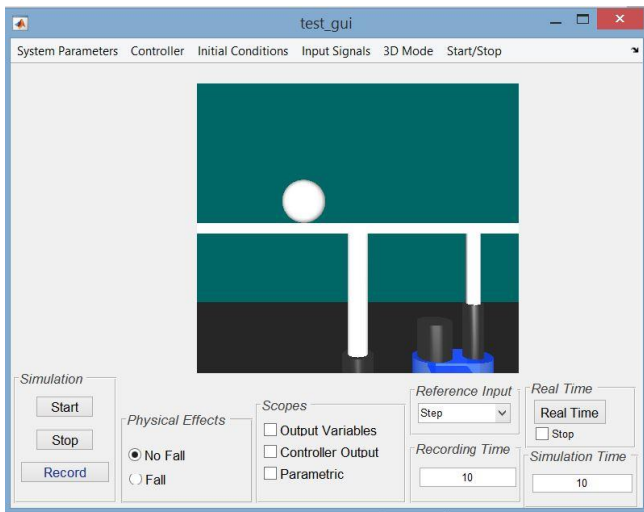 test_gui
System Parameters Controller Initial Conditions Input Signals 3D Mode Start/Stop
Simulation
Start
Stop
Record
Physical Effects
No Fall
Fall
Scopes
Output Variables
Controller Output
Parametric
Reference Input
Step
Recording Time
10
Real Time
Real Time
Stop
Simulation Time
10